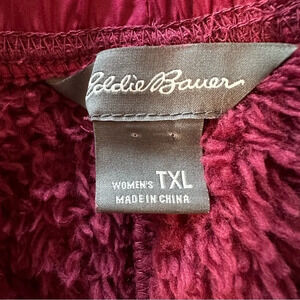 Eddie Bauer
WOMEN'S TXL
MADE IN CHINA